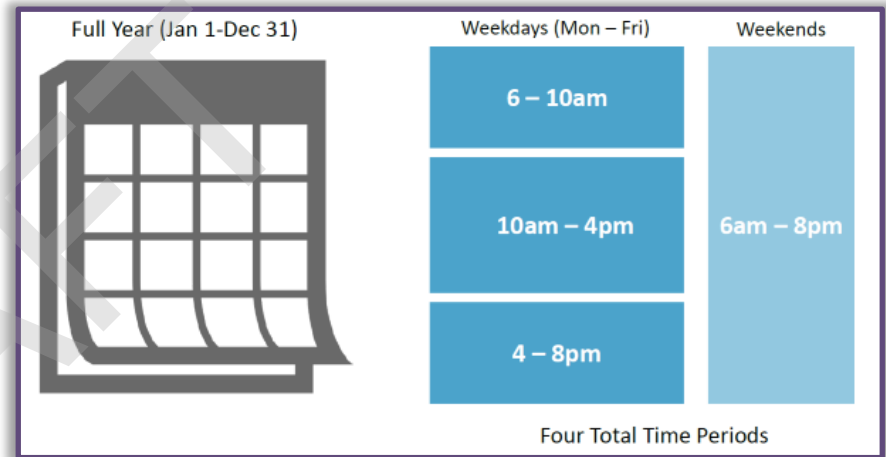 Full Year (Jan 1-Dec 31)
Weekdays (Mon – Fri)
Weekends
6 – 10am
10am – 4pm
4 – 8pm
6am – 8pm
Four Total Time Periods